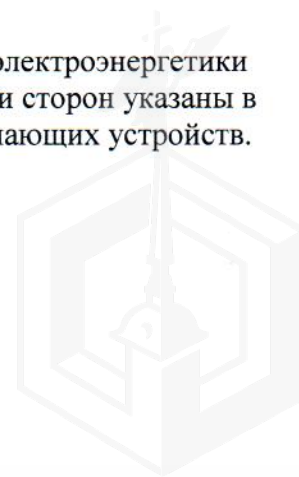 электроэнергетики
и сторон указаны в
ающих устройств.